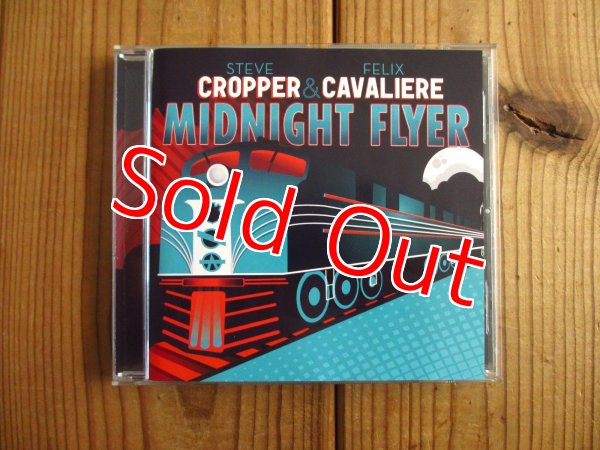 STEVE FELIX
CROPPER & CAVALIERE
MIDNIGHT FLYER
Sold Out